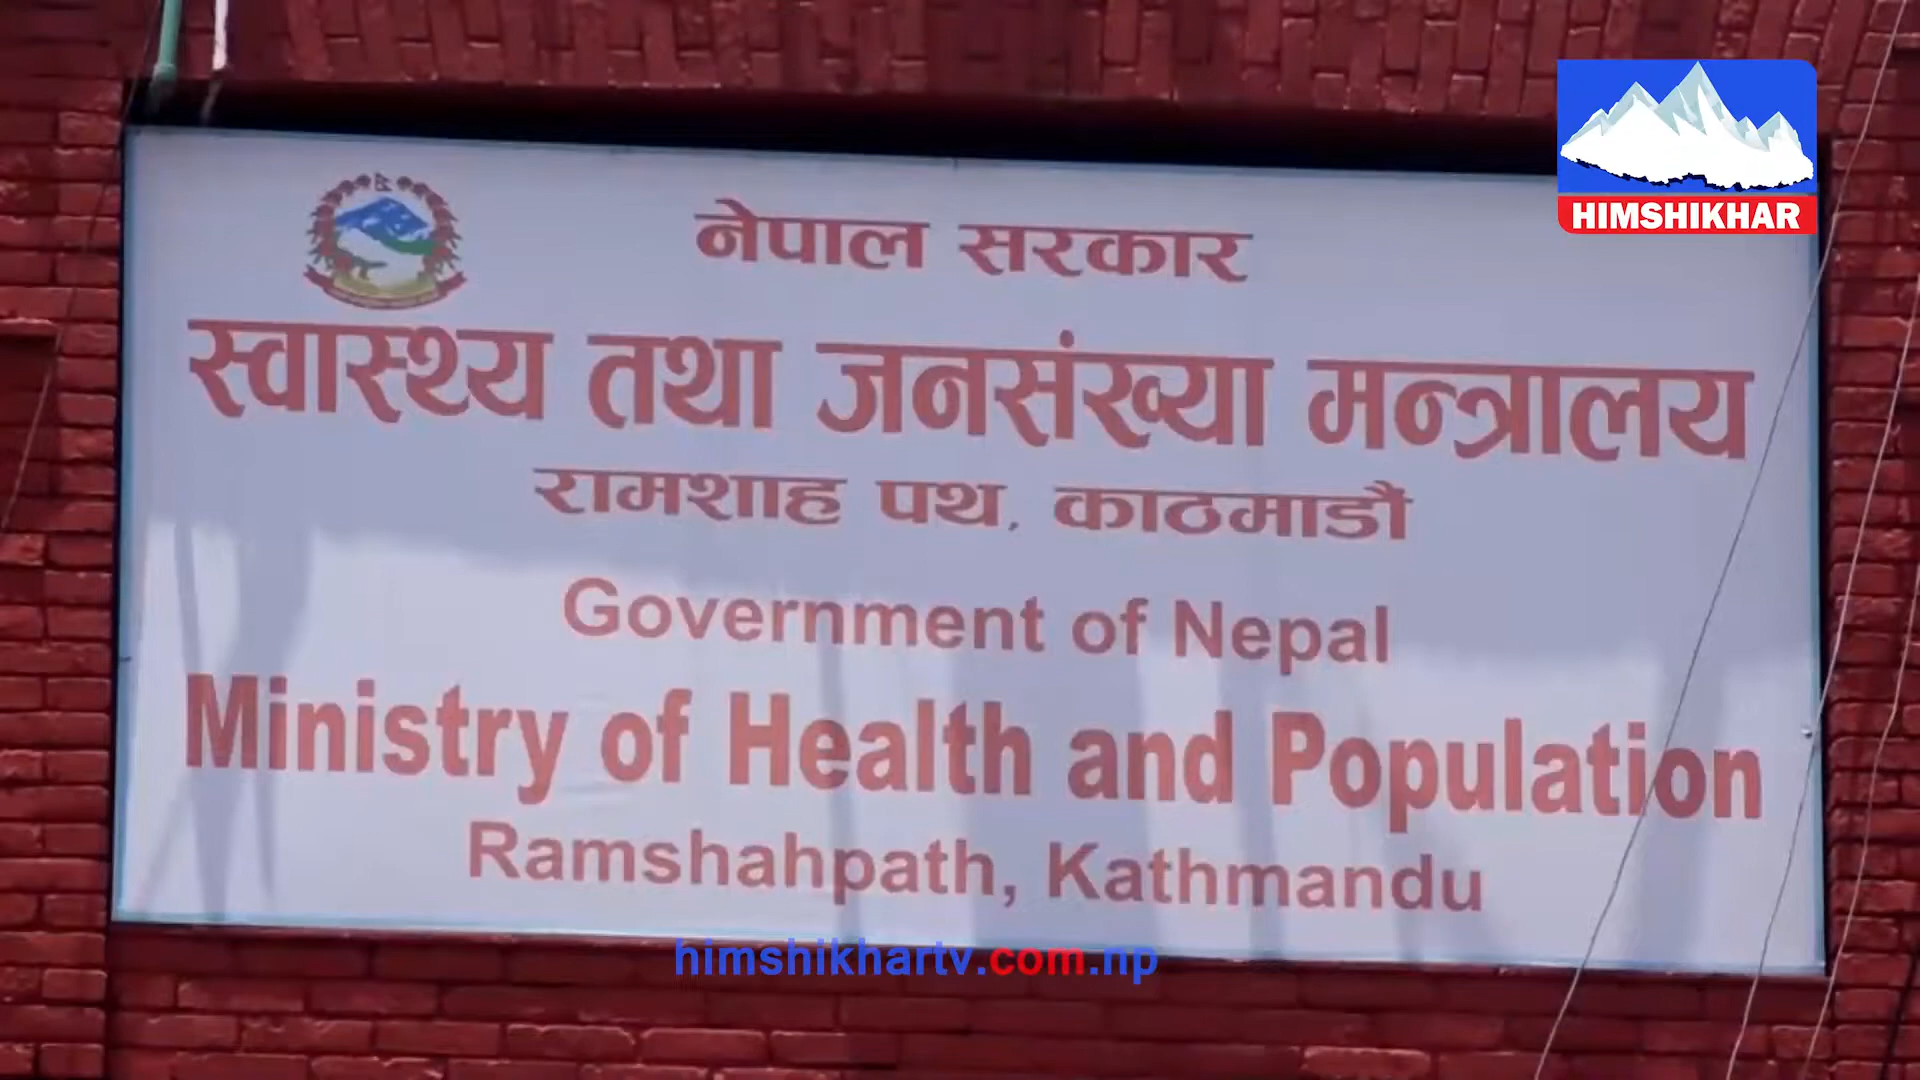 HIMSHIKHAR
नेपाल सरकार
स्वास्थ्य तथा जनसंख्या मन्त्रालय
रामशाह पथ, काठमाडौं
Government of Nepal
Ministry of Health and Population
Ramshahpath, Kathmandu
himshikhartv.com.np